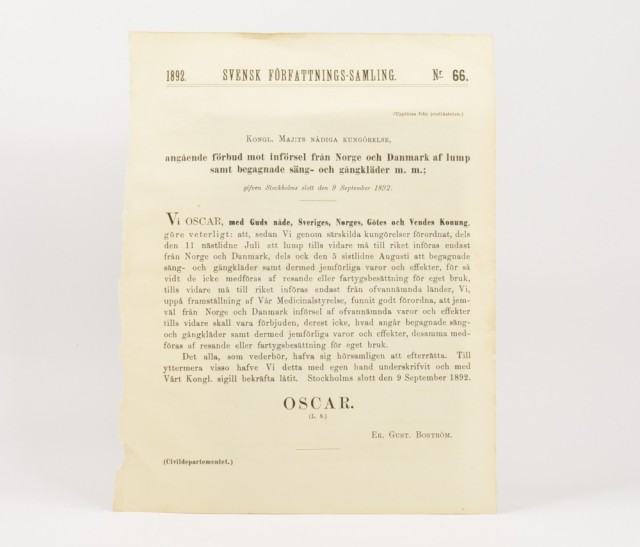 1892. SVENSK FÖRFATTNINGS-SAMLING. Nr 66.
(Uppläses från predikstolen.)
KONGL. MAJ:TS NÅDIGA KUNGÖRELSE,
angående förbud mot införsel från Norge och Danmark af lump
samt begagnade säng- och gångkläder m. m.;
gifven Stockholms slott den 9 September 1892.
Vi OSCAR, med Guds nåde, Sveriges, Norges, Götes och Vendes Konung,
göre veterligt: att, sedan Vi genom särskilda kungörelser förordnat, dels
den 11 nästlidne Juli att lump tills vidare må till riket införas endast
från Norge och Danmark, dels ock den 5 sistlidne Augusti att begagnade
säng- och gångkläder samt dermed jemförliga varor och effekter, för så
vidt de icke medföras af resande eller fartygsbesättning för eget bruk,
tills vidare må till riket införas endast från ofvannämnda länder, Vi,
uppå framställning af Vår Medicinalstyrelse, funnit godt förordna, att jem-
väl från Norge och Danmark införsel af ofvannämnda varor och effekter
tills vidare skall vara förbjuden, derest icke, hvad angår begagnade säng-
och gångkläder samt dermed jemförliga varor och effekter, desamma med-
föras af resande eller fartygsbesättning för eget bruk.
Det alla, som vederbör, hafva sig hörsamligen att efterrätta. Till
yttermera visso hafve Vi detta med egen hand underskrifvit och med
Vårt Kongl. sigill bekräfta låtit. Stockholms slott den 9 September 1892.
OSCAR.
(L. S.)
ER. GUST. BOSTRÖM.
(Civildepartementet.)